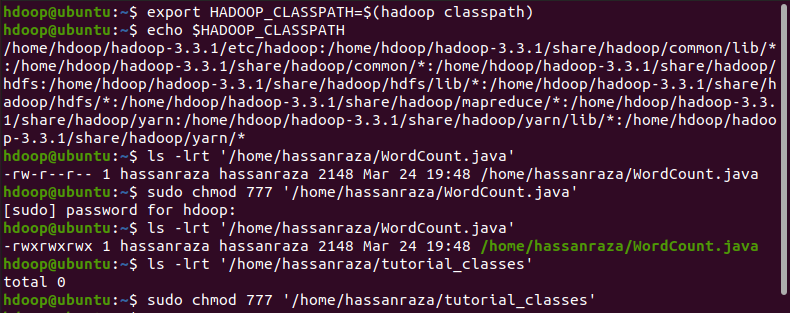 hdoop@ubuntu:~$ export HADOOP_CLASSPATH=$(hadoop classpath)
hdoop@ubuntu:~$ echo $HADOOP_CLASSPATH
/home/hdoop/hadoop-3.3.1/etc/hadoop:/home/hdoop/hadoop-3.3.1/share/hadoop/common/lib/*
:/home/hdoop/hadoop-3.3.1/share/hadoop/common/*:/home/hdoop/hadoop-3.3.1/share/hadoop/
hdfs:/home/hdoop/hadoop-3.3.1/share/hadoop/hdfs/lib/*:/home/hdoop/hadoop-3.3.1/share/h
adoop/hdfs/*:/home/hdoop/hadoop-3.3.1/share/hadoop/mapreduce/*:/home/hdoop/hadoop-3.3.
1/share/hadoop/yarn:/home/hdoop/hadoop-3.3.1/share/hadoop/yarn/lib/*:/home/hdoop/hadoo
p-3.3.1/share/hadoop/yarn/*
hdoop@ubuntu:~$ ls -lrt '/home/hassanraza/WordCount.java'
-rw-r--r-- 1 hassanraza hassanraza 2148 Mar 24 19:48 /home/hassanraza/WordCount.java
hdoop@ubuntu:~$ sudo chmod 777 '/home/hassanraza/WordCount.java'
[sudo] password for hdoop:
hdoop@ubuntu:~$ ls -lrt '/home/hassanraza/WordCount.java'
-rwxrwxrwx 1 hassanraza hassanraza 2148 Mar 24 19:48 /home/hassanraza/WordCount.java
hdoop@ubuntu:~$ ls -lrt '/home/hassanraza/tutorial_classes'
total 0
hdoop@ubuntu:~$ sudo chmod 777 '/home/hassanraza/tutorial_classes'